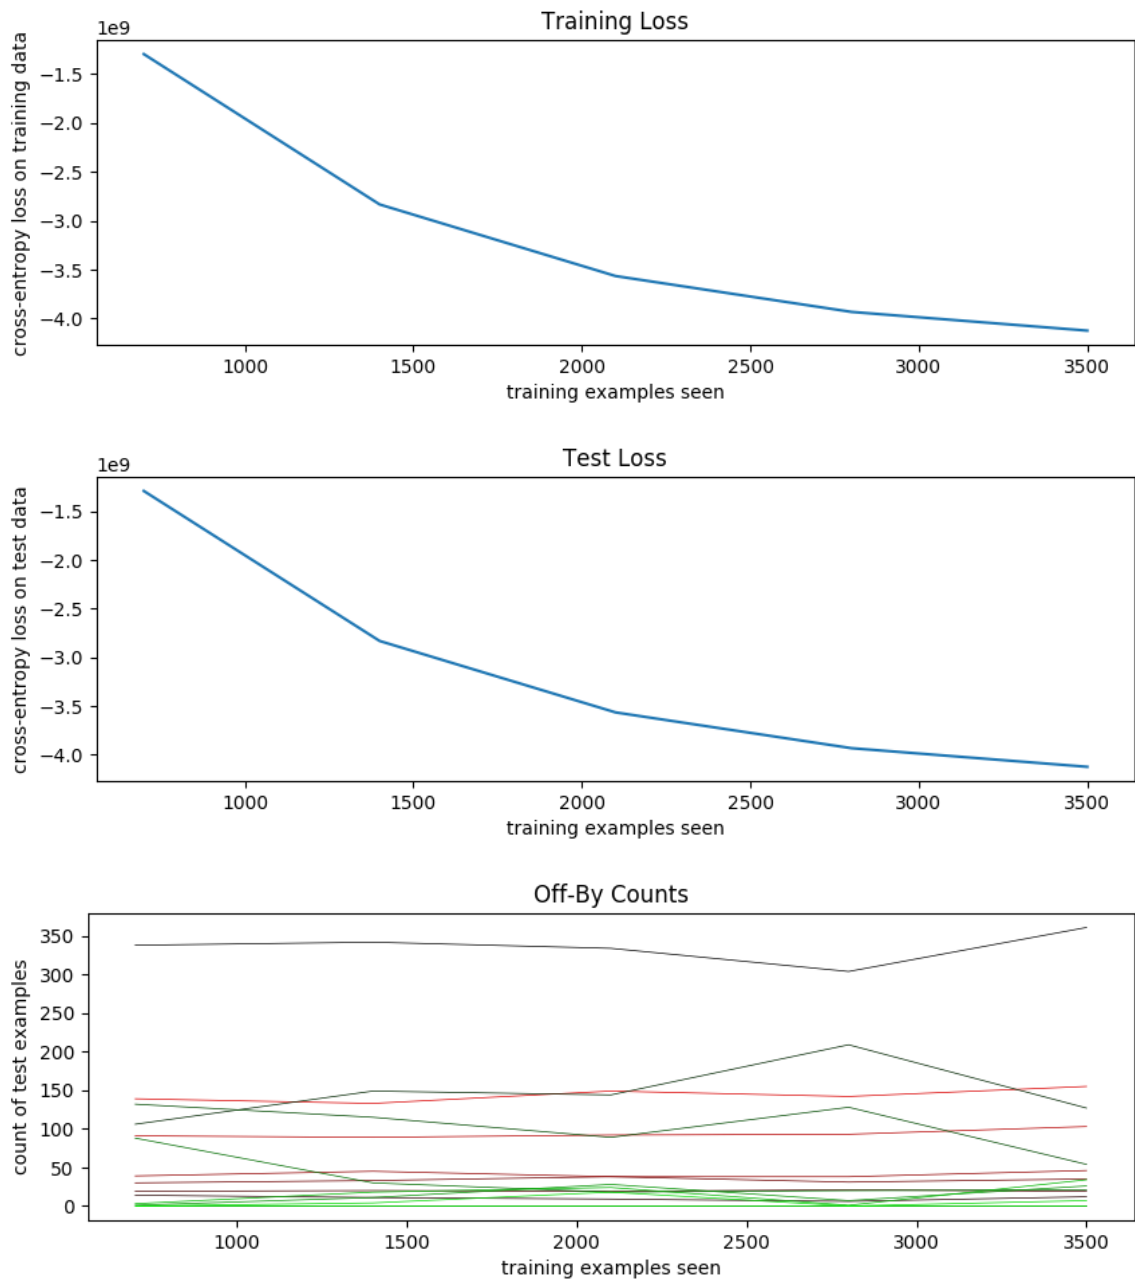 Training Loss
1e9
cross-entropy loss on training data
−1.5
−2.0
−2.5
−3.0
−3.5
−4.0
1000 1500 2000 2500 3000 3500
training examples seen
Test Loss
1e9
cross-entropy loss on test data
−1.5
−2.0
−2.5
−3.0
−3.5
−4.0
1000 1500 2000 2500 3000 3500
training examples seen
Off-By Counts
count of test examples
350
300
250
200
150
100
50
0
1000 1500 2000 2500 3000 3500
training examples seen